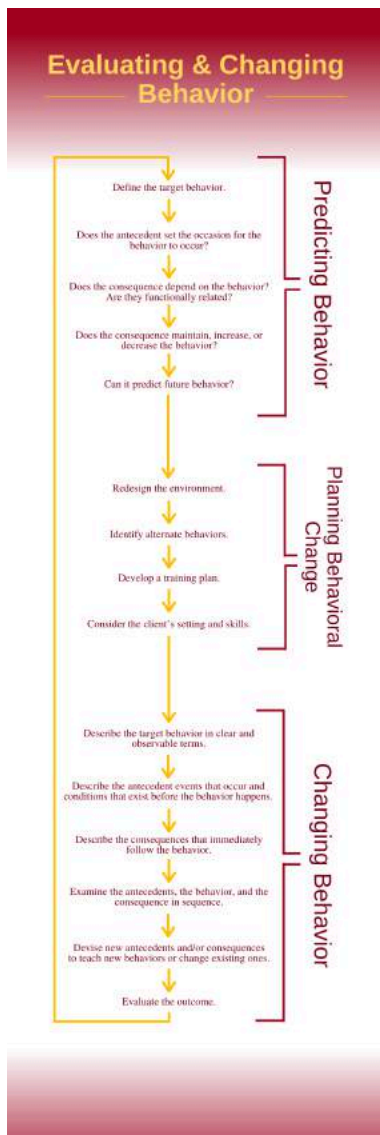 Evaluating & Changing
Behavior
Define the target behavior.
Does the antecedent set the occasion for the
behavior to occur?
Does the consequence depend on the behavior?
Are they functionally related?
Does the consequence maintain, increase, or
decrease the behavior?
Can it predict future behavior?
Predicting Behavior
Redesign the environment.
Identify alternate behaviors.
Develop a training plan.
Consider the client's setting and skills.
Planning Behavioral
Change
Describe the target behavior in clear and
observable terms.
Describe the antecedent events that occur and
conditions that exist before the behavior happens.
Describe the consequences that immediately
follow the behavior.
Examine the antecedents, the behavior, and the
consequence in sequence.
Devise new antecedents and/or consequences
to teach new behaviors or change existing ones.
Evaluate the outcome.
Changing Behavior